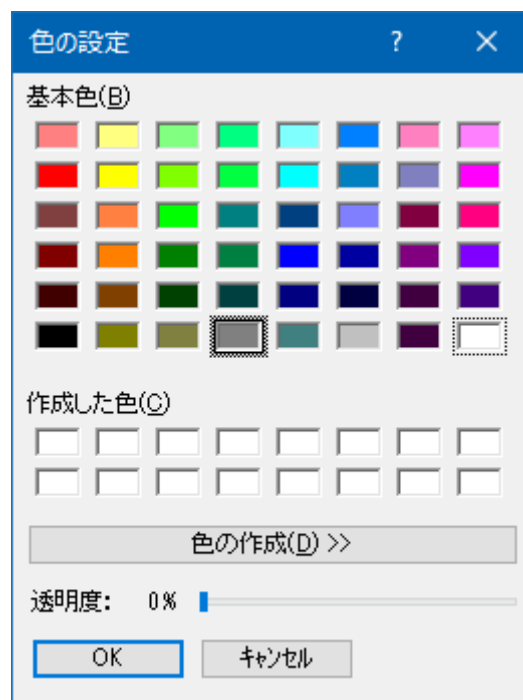 色の設定 ?
基本色(B)
作成した色(C)
色の作成(D) >>
透明度: 0%
OK ｷｬﾝｾﾙ